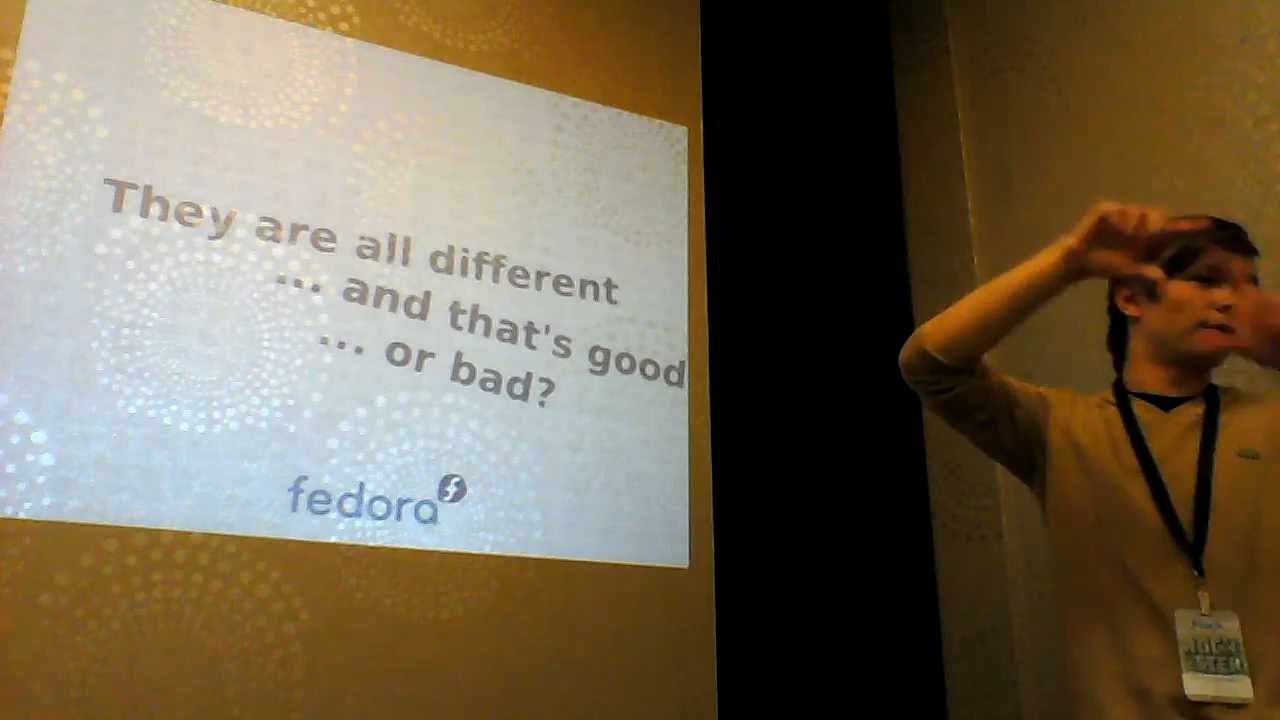 They are all different
... and that's good
... or bad?
fedora